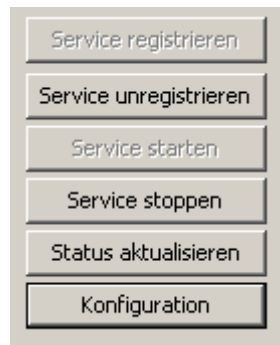 Service registrieren
Service unregistrieren
Service starten
Service stoppen
Status aktualisieren
Konfiguration